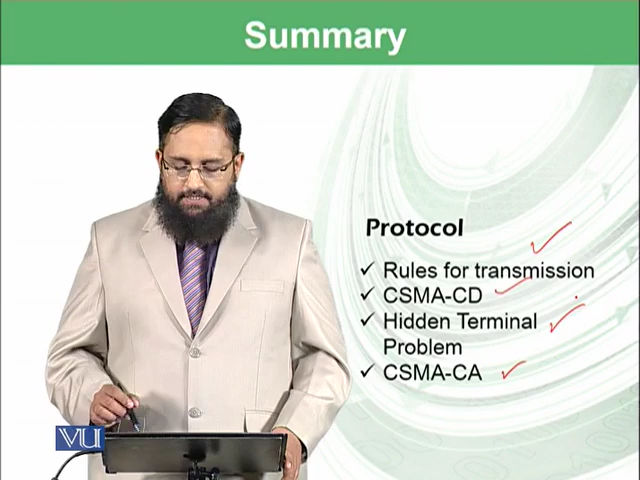 Summary
Protocol
✓ Rules for transmission
✓ CSMA-CD
✓ Hidden Terminal
Problem
✓ CSMA-CA
VU